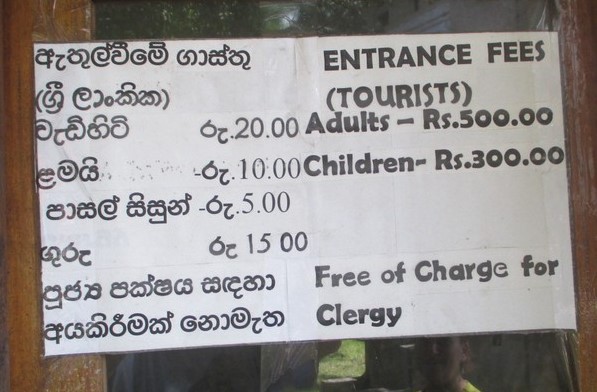 ඇතුල්වීමේ ගාස්තු
(ශ්‍රී ලාංකික)
වැඩිහිටි රු.20.00
ළමයි -රු.10.00
පාසල් සිසුන් -රු.5.00
ගුරු රු 15 00
පූජ්‍ය පක්ෂය සඳහා
අයකිරීමක් නොමැත
ENTRANCE FEES
(TOURISTS)
Adults – Rs.500.00
Children- Rs.300.00
Free of Charge for
Clergy